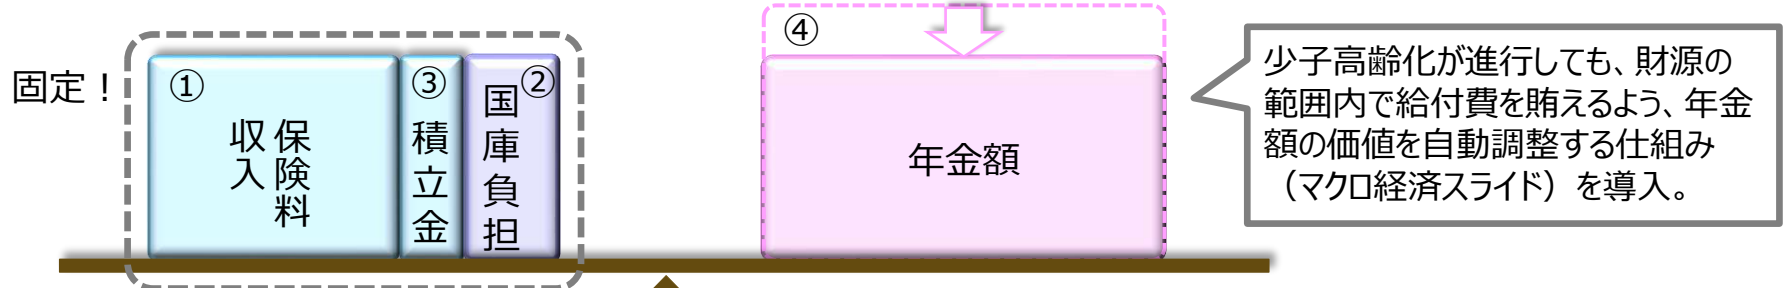 固定！
①
保険料
収入
③
積立金
②
国庫負担
④
年金額
少子高齢化が進行しても、財源の
範囲内で給付費を賄えるよう、年金
額の価値を自動調整する仕組み
（マクロ経済スライド）を導入。